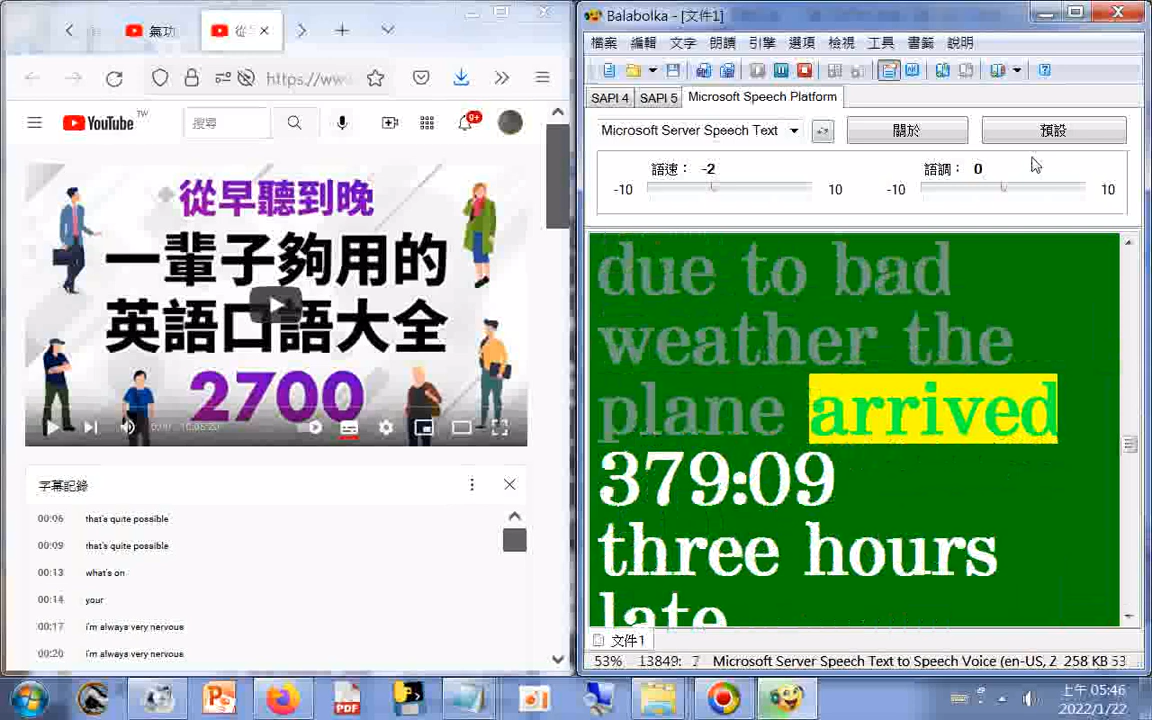 氣功
從
https://www
YouTube TW
搜尋
9+
從早聽到晚
一輩子夠用的
英語口語大全
2700
字幕記錄
00:06 that's quite possible
00:09 that's quite possible
00:13 what's on
00:14 your
00:17 i'm always very nervous
00:20 i'm always very nervous
Balabolka - [文件1]
檔案 編輯 文字 朗讀 引擎 選項 檢視 工具 書籤 說明
SAPI 4 SAPI 5 Microsoft Speech Platform
Microsoft Server Speech Text 關於 預設
語速： -2 語調： 0
-10 10 -10 10
due to bad
weather the
plane arrived
379:09
three hours
late
文件1
53% 13849: 7 Microsoft Server Speech Text to Speech Voice (en-US, 2 258 KB 53
PDF
上午 05:46
2022/1/22